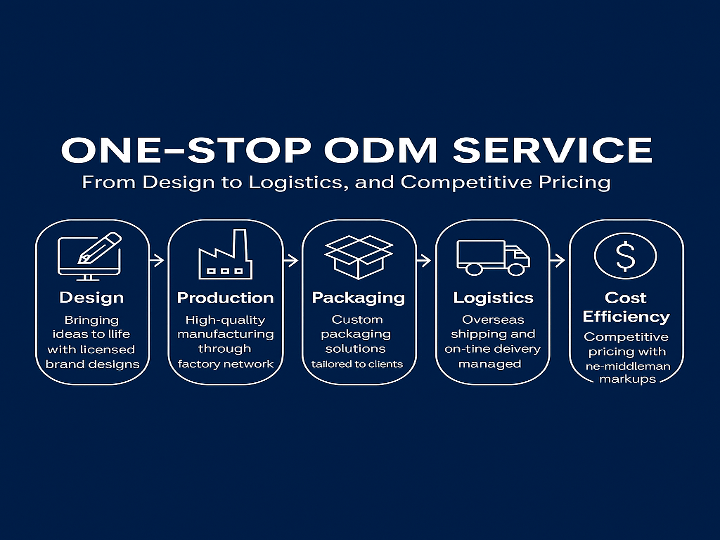 ONE-STOP ODM SERVICE
From Design to Logistics, and Competitive Pricing
Design
Bringing
ideas to llife
with licensed
brand designs
Production
High-quality
manufacturing
through
factory network
Packaging
Custom
packaging
solutions
tailored to clients
Logistics
Overseas
shipping and
on-tine deivery
managed
$
Cost
Efficiency
Competitive
pricing with
ne-middleman
markups